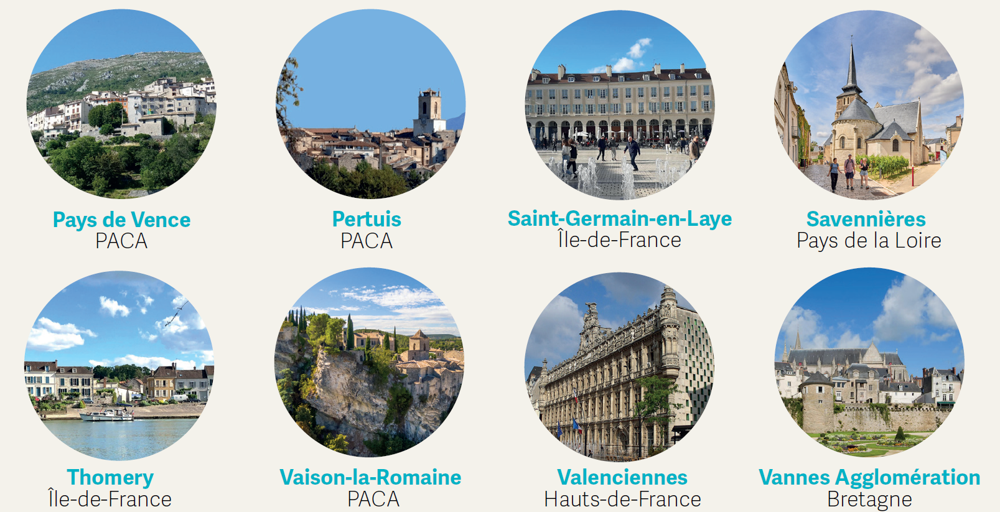 Pays de Vence
PACA
Pertuis
PACA
Saint-Germain-en-Laye
Île-de-France
Savennières
Pays de la Loire
Thomery
Île-de-France
Vaison-la-Romaine
PACA
Valenciennes
Hauts-de-France
Vannes Agglomération
Bretagne